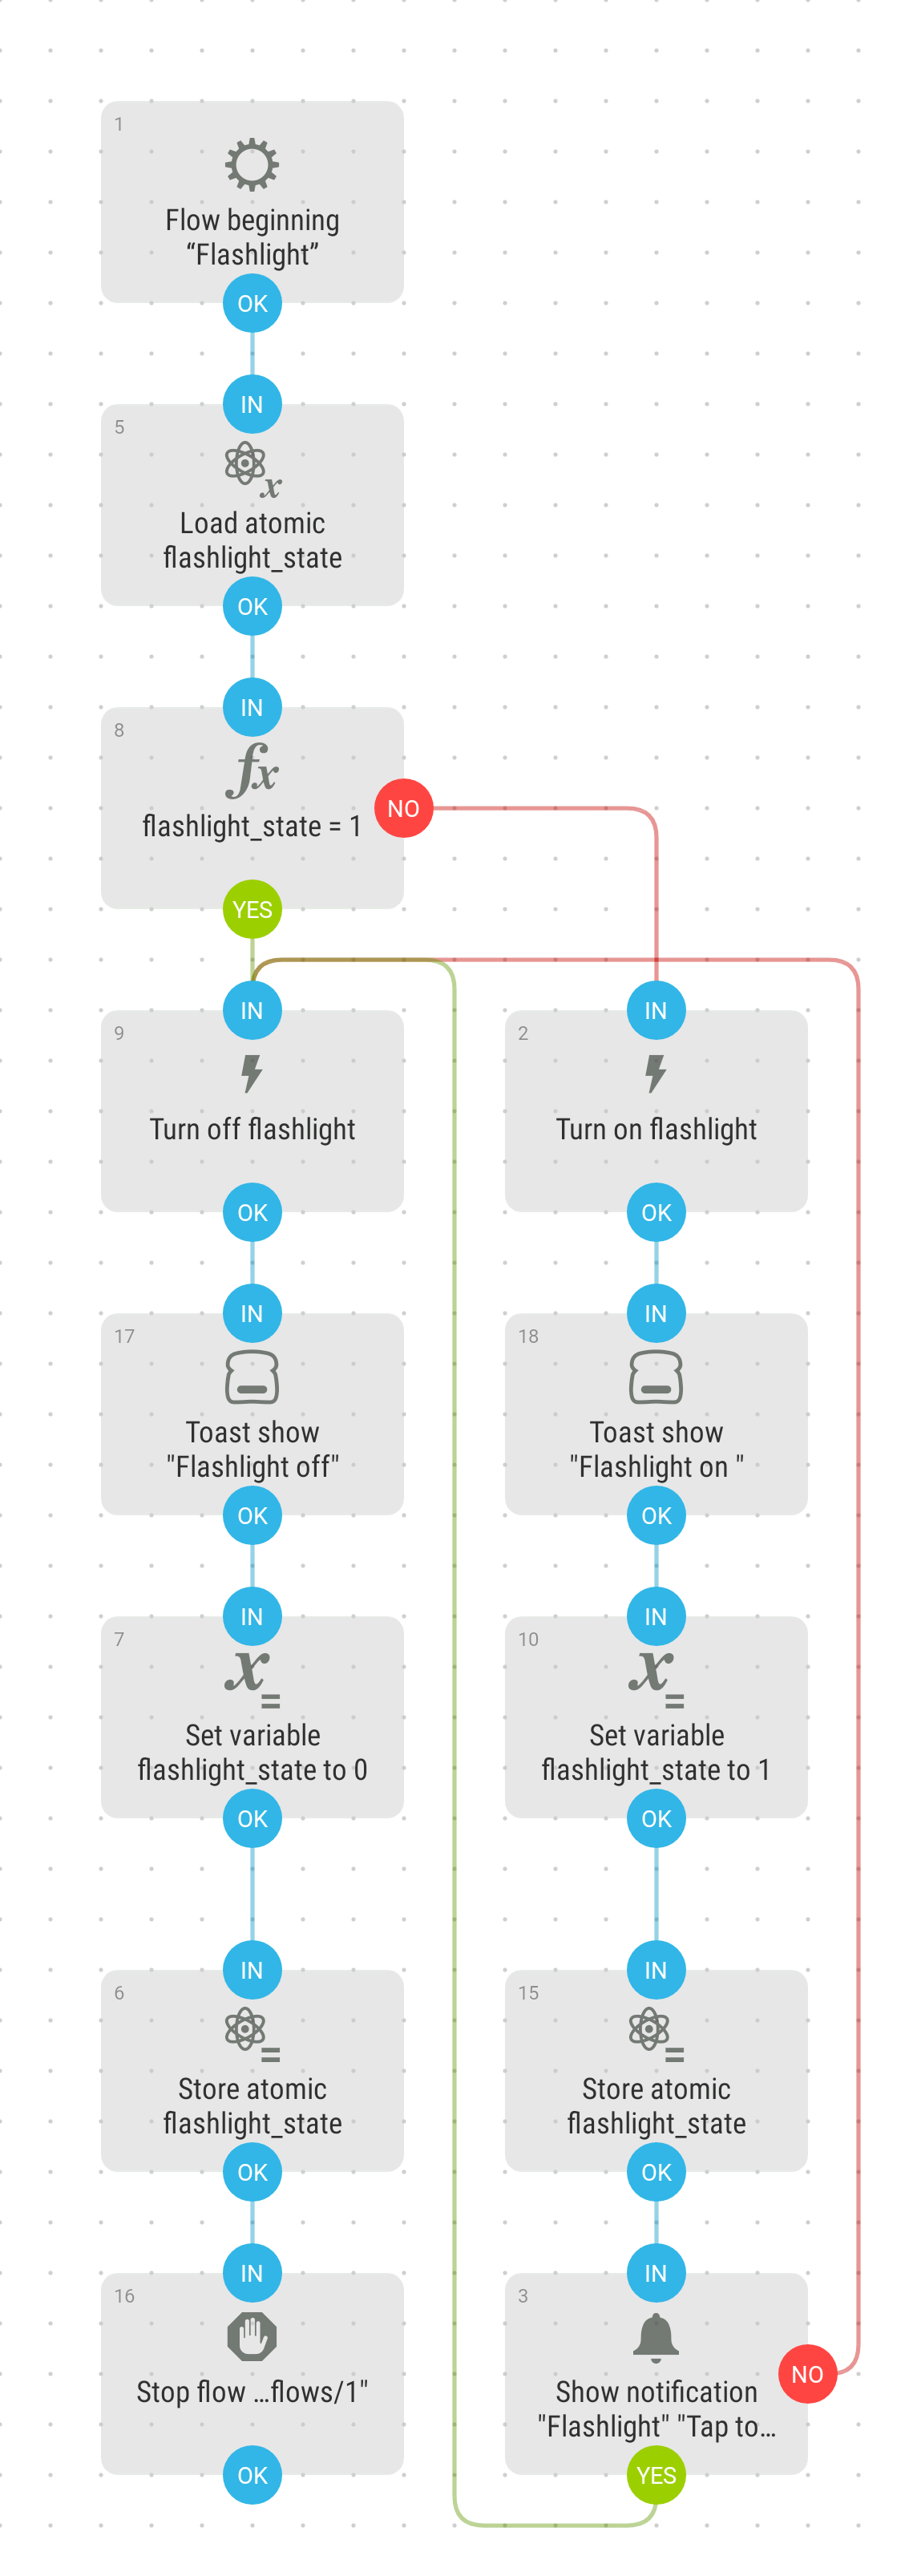 1
Flow beginning
“Flashlight”
OK
IN
5
x
Load atomic
flashlight_state
OK
IN
8
fx
flashlight_state = 1
NO
YES
IN
9
Turn off flashlight
OK
IN
2
Turn on flashlight
OK
IN
17
Toast show
"Flashlight off"
OK
IN
18
Toast show
"Flashlight on "
OK
IN
7
x=
Set variable
flashlight_state to 0
OK
IN
10
x=
Set variable
flashlight_state to 1
OK
IN
6
=
Store atomic
flashlight_state
OK
IN
15
=
Store atomic
flashlight_state
OK
IN
16
Stop flow …flows/1"
OK
IN
3
Show notification
"Flashlight" "Tap to…
NO
YES